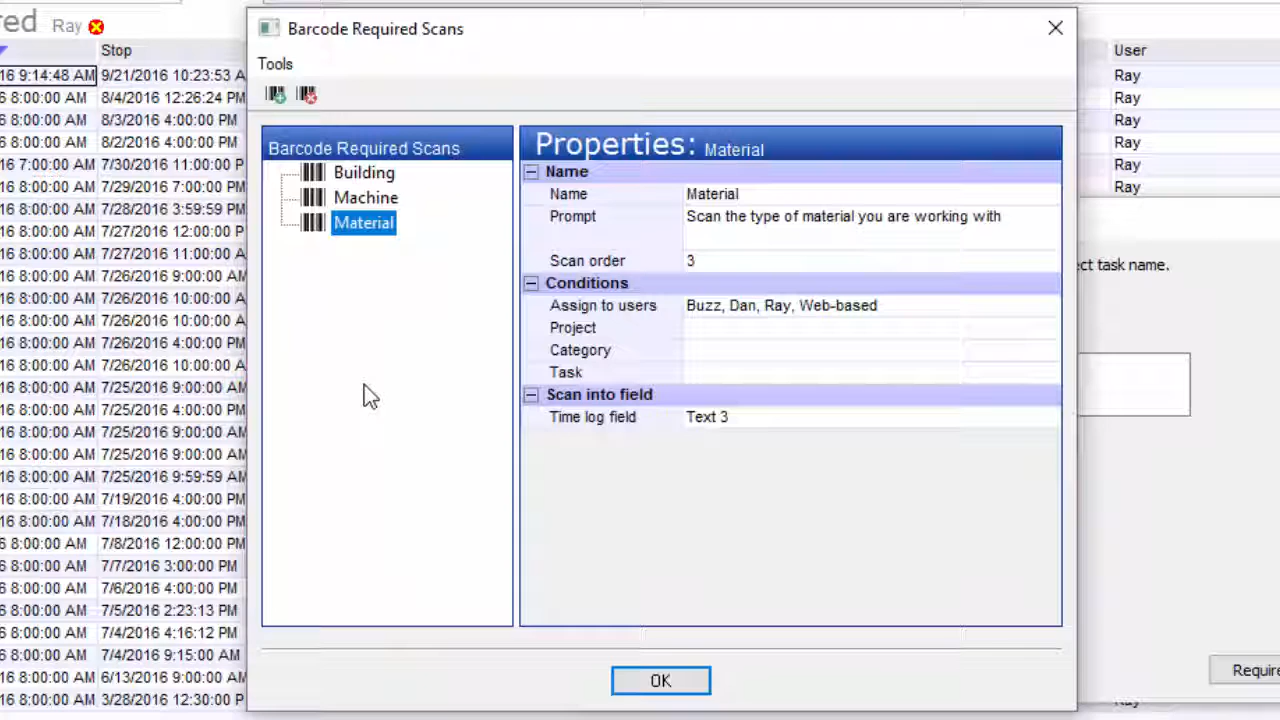 red Ray
Stop
User
16 9:14:48 AM 9/21/2016 10:23:53 A
Ray
6 8:00:00 AM 8/4/2016 12:26:24 PM
Ray
6 8:00:00 AM 8/3/2016 4:00:00 PM
Ray
6 8:00:00 AM 8/2/2016 4:00:00 PM
Ray
16 7:00:00 AM 7/30/2016 11:00:00 P
Ray
16 8:00:00 AM 7/29/2016 7:00:00 PM
Ray
16 8:00:00 AM 7/28/2016 3:59:59 PM
16 8:00:00 AM 7/27/2016 12:00:00 P
16 8:00:00 AM 7/27/2016 11:00:00 A
16 8:00:00 AM 7/26/2016 9:00:00 AM
16 8:00:00 AM 7/26/2016 10:00:00 A
16 8:00:00 AM 7/26/2016 10:00:00 A
16 8:00:00 AM 7/26/2016 4:00:00 PM
16 8:00:00 AM 7/26/2016 10:00:00 A
16 8:00:00 AM 7/25/2016 9:00:00 AM
16 8:00:00 AM 7/25/2016 4:00:00 PM
16 8:00:00 AM 7/25/2016 9:00:00 AM
16 8:00:00 AM 7/25/2016 9:00:00 AM
16 8:00:00 AM 7/25/2016 9:59:59 AM
16 8:00:00 AM 7/19/2016 4:00:00 PM
16 8:00:00 AM 7/18/2016 4:00:00 PM
6 8:00:00 AM 7/8/2016 12:00:00 PM
6 8:00:00 AM 7/7/2016 3:00:00 PM
6 8:00:00 AM 7/6/2016 4:00:00 PM
6 8:00:00 AM 7/5/2016 2:23:13 PM
6 8:00:00 AM 7/4/2016 4:16:12 PM
6 8:00:00 AM 7/4/2016 9:15:00 AM
16 8:00:00 AM 6/13/2016 9:00:00 AM
16 8:00:00 AM 3/28/2016 12:30:00 P
Ray
Barcode Required Scans
Tools
Barcode Required Scans
Building
Machine
Material
Properties: Material
Name
Name Material
Prompt Scan the type of material you are working with
Scan order 3
Conditions
Assign to users Buzz, Dan, Ray, Web-based
Project
Category
Task
Scan into field
Time log field Text 3
OK
ct task name.
Require